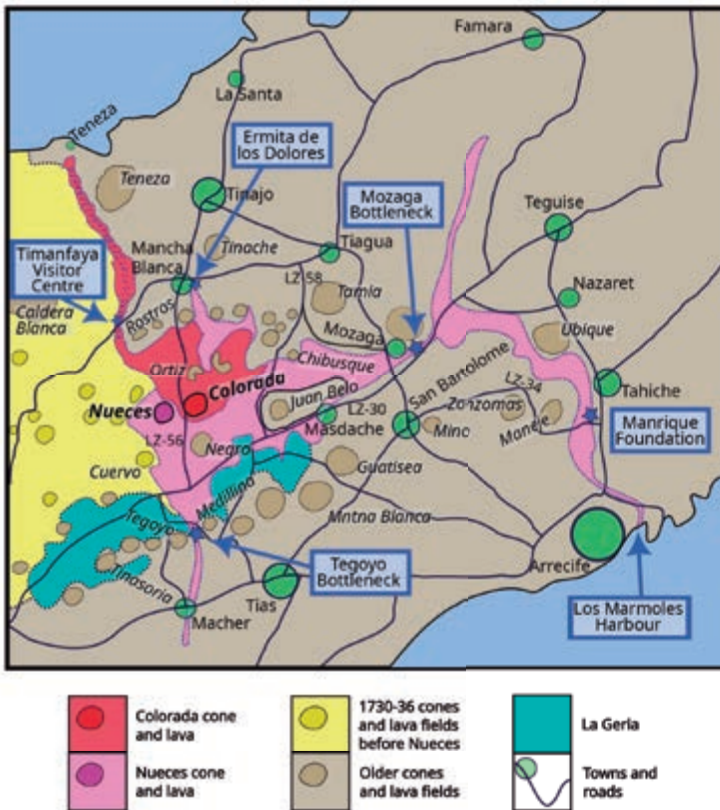 Famara
La Santa
Teneza
Ermita de
los Dolores
Teneza
Tinajo
Mozaga
Bottleneck
Teguise
Timanfaya
Visitor
Centre
Mancha
Blanca
Tinache
Tiagua
LZ-58
Nazaret
Caldera
Blanca
Rostros
Tamia
Mozaga
Ubique
Ortiz
Chibusque
San Bartolome
LZ-34
Tahiche
Colorada
Juan Belo
Nueces
LZ-30
Zonzomas
Masdache
Mino
Maneje
Manrique
Foundation
LZ-56
Negro
Cuervo
Guatisea
Medillina
Tegoyo
Mntna Blanca
Tegoyo
Bottleneck
Arrecife
Tinasoria
Tias
Macher
Los Marmoles
Harbour
Colorada cone
and lava
1730-36 cones
and lava fields
before Nueces
La Geria
Nueces cone
and lava
Older cones
and lava fields
Towns and
roads